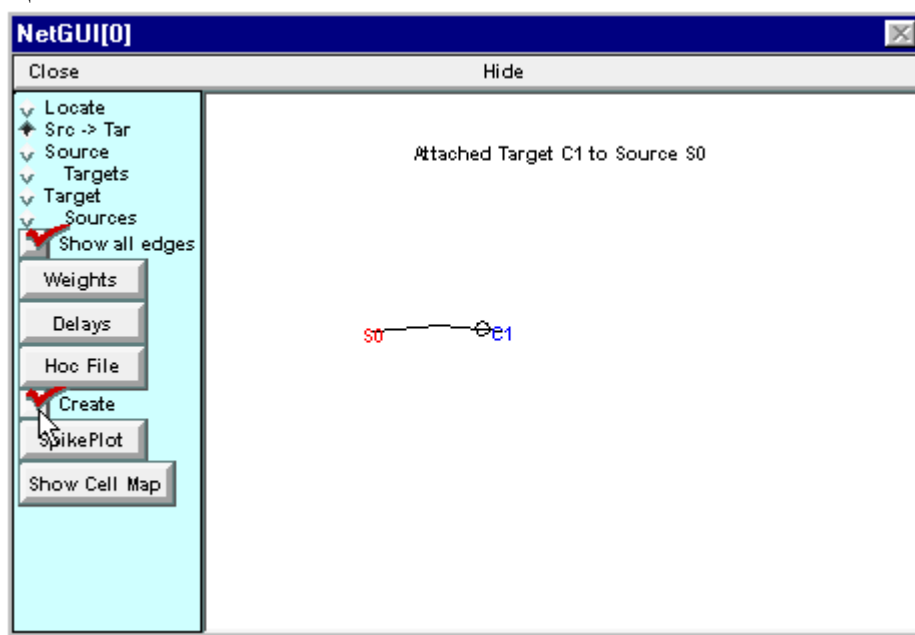 NetGUI[0]
Close Hide
Locate
Src -> Tar
Source
Targets
Target
Sources
Show all edges
Weights
Delays
Hoc File
Create
SpikePlot
Show Cell Map
Attached Target C1 to Source S0
S0 C1